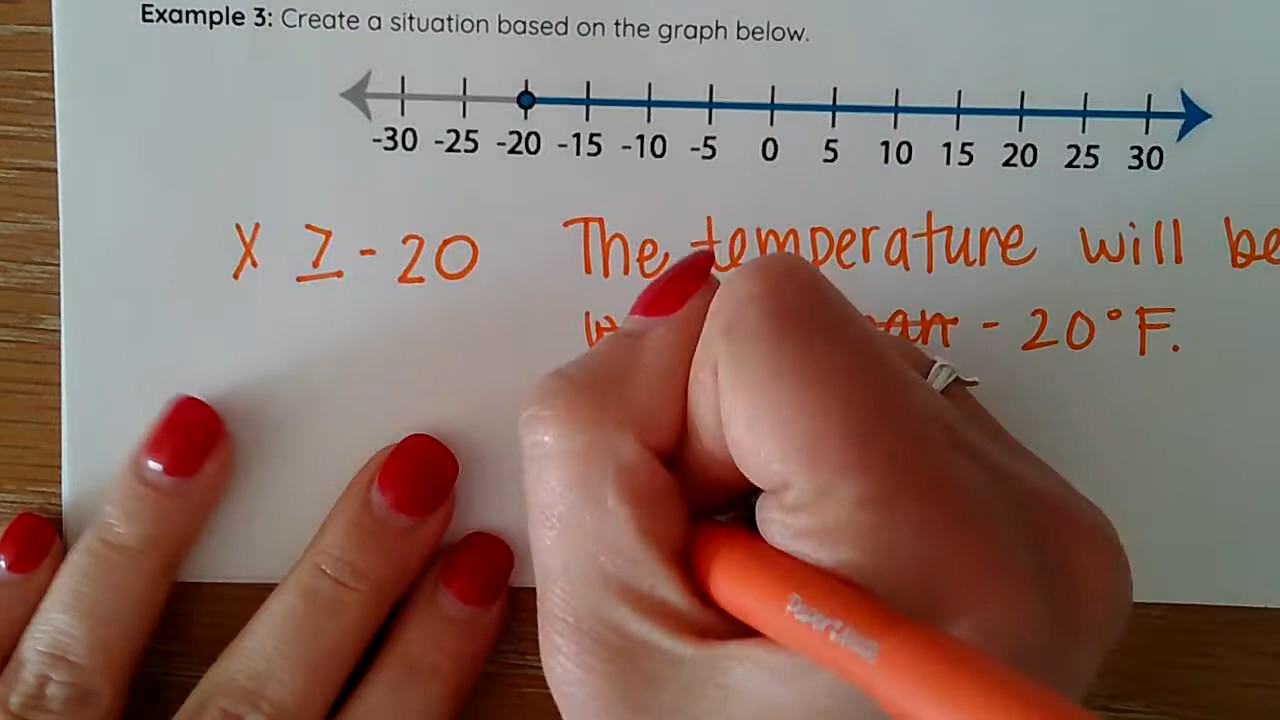 Example 3: Create a situation based on the graph below.
-30 -25 -20 -15 -10 -5 0 5 10 15 20 25 30
X ≥ - 20 The temperature will be
- 20°F.